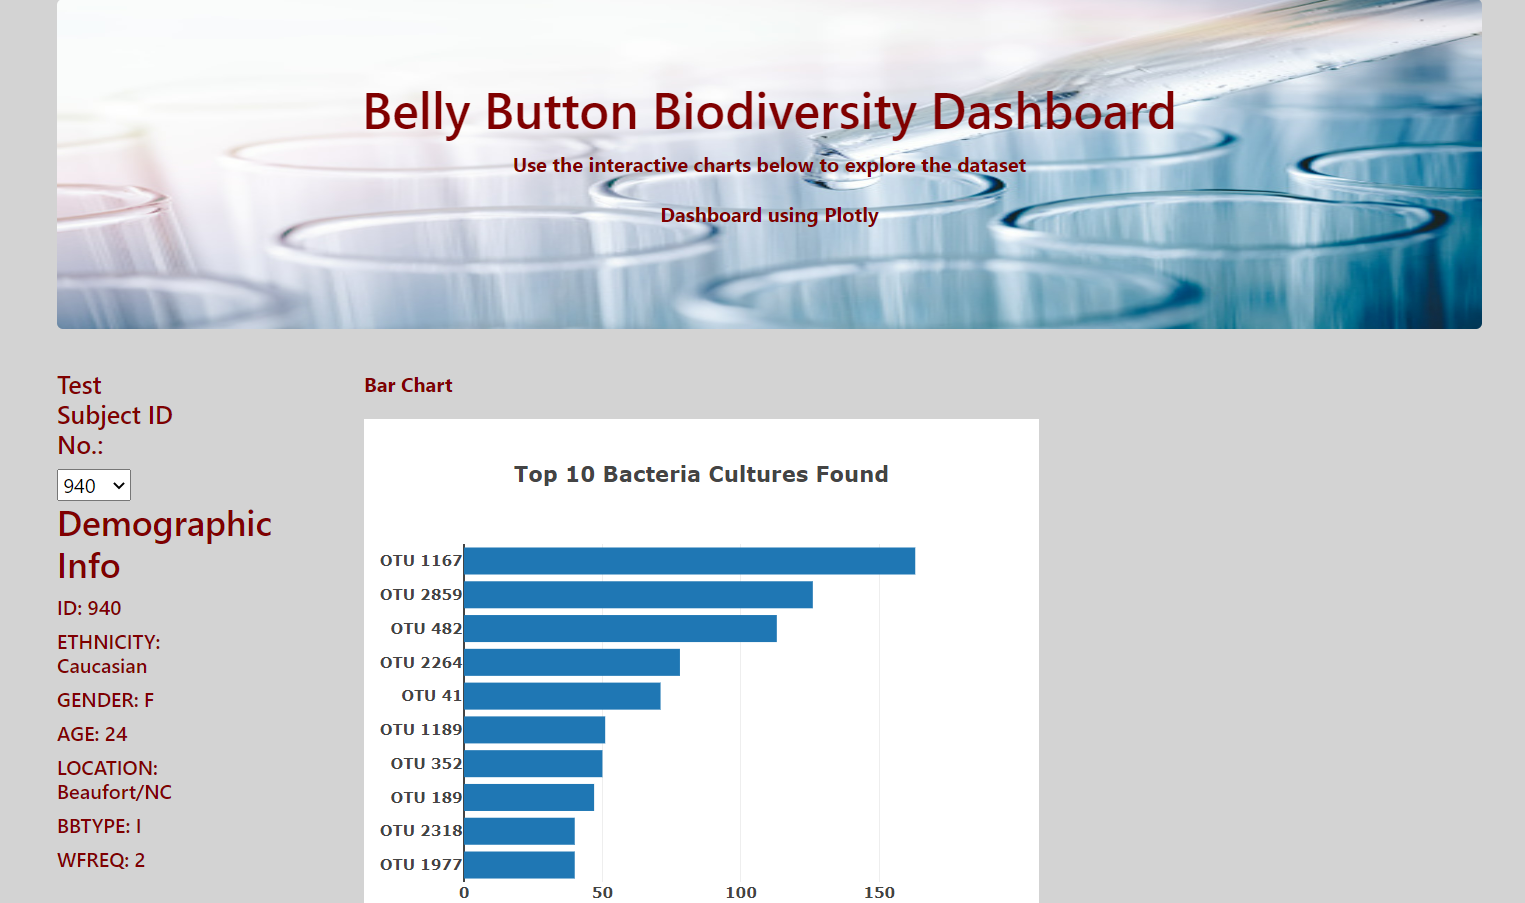 Belly Button Biodiversity Dashboard
Use the interactive charts below to explore the dataset
Dashboard using Plotly
Test
Subject ID
No.:
940
Demographic
Info
ID: 940
ETHNICITY:
Caucasian
GENDER: F
AGE: 24
LOCATION:
Beaufort/NC
BBTYPE: I
WFREQ: 2
Bar Chart
Top 10 Bacteria Cultures Found
OTU 1167
OTU 2859
OTU 482
OTU 2264
OTU 41
OTU 1189
OTU 352
OTU 189
OTU 2318
OTU 1977
0 50 100 150